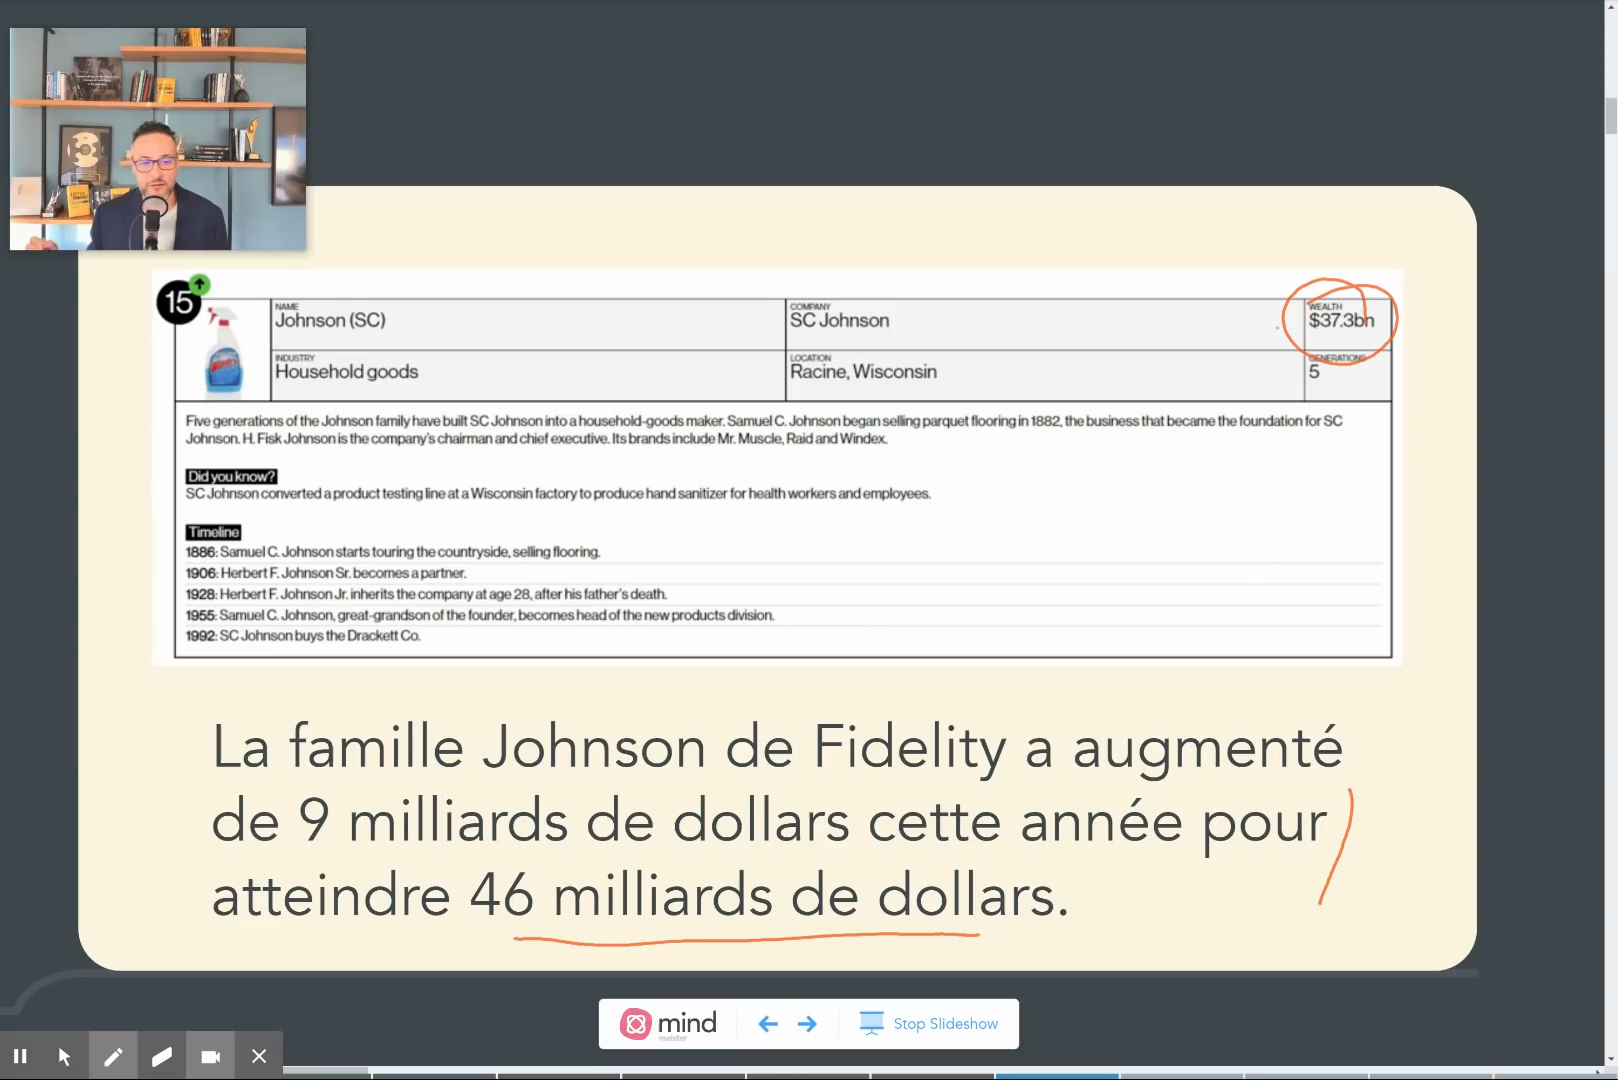 15
NAME
Johnson (SC)
COMPANY
SC Johnson
WEALTH
$37.3bn
INDUSTRY
Household goods
LOCATION
Racine, Wisconsin
GENERATIONS
5
Five generations of the Johnson family have built SC Johnson into a household-goods maker. Samuel C. Johnson began selling parquet flooring in 1882, the business that became the foundation for SC
Johnson. H. Fisk Johnson is the company's chairman and chief executive. Its brands include Mr. Muscle, Raid and Windex.
Did you know?
SC Johnson converted a product testing line at a Wisconsin factory to produce hand sanitizer for health workers and employees.
Timeline
1886: Samuel C. Johnson starts touring the countryside, selling flooring.
1906: Herbert F. Johnson Sr. becomes a partner.
1928: Herbert F. Johnson Jr. inherits the company at age 28, after his father's death.
1955: Samuel C. Johnson, great-grandson of the founder, becomes head of the new products division.
1992: SC Johnson buys the Drackett Co.
La famille Johnson de Fidelity a augmenté
de 9 milliards de dollars cette année pour
atteindre 46 milliards de dollars.
mind
meister
Stop Slideshow